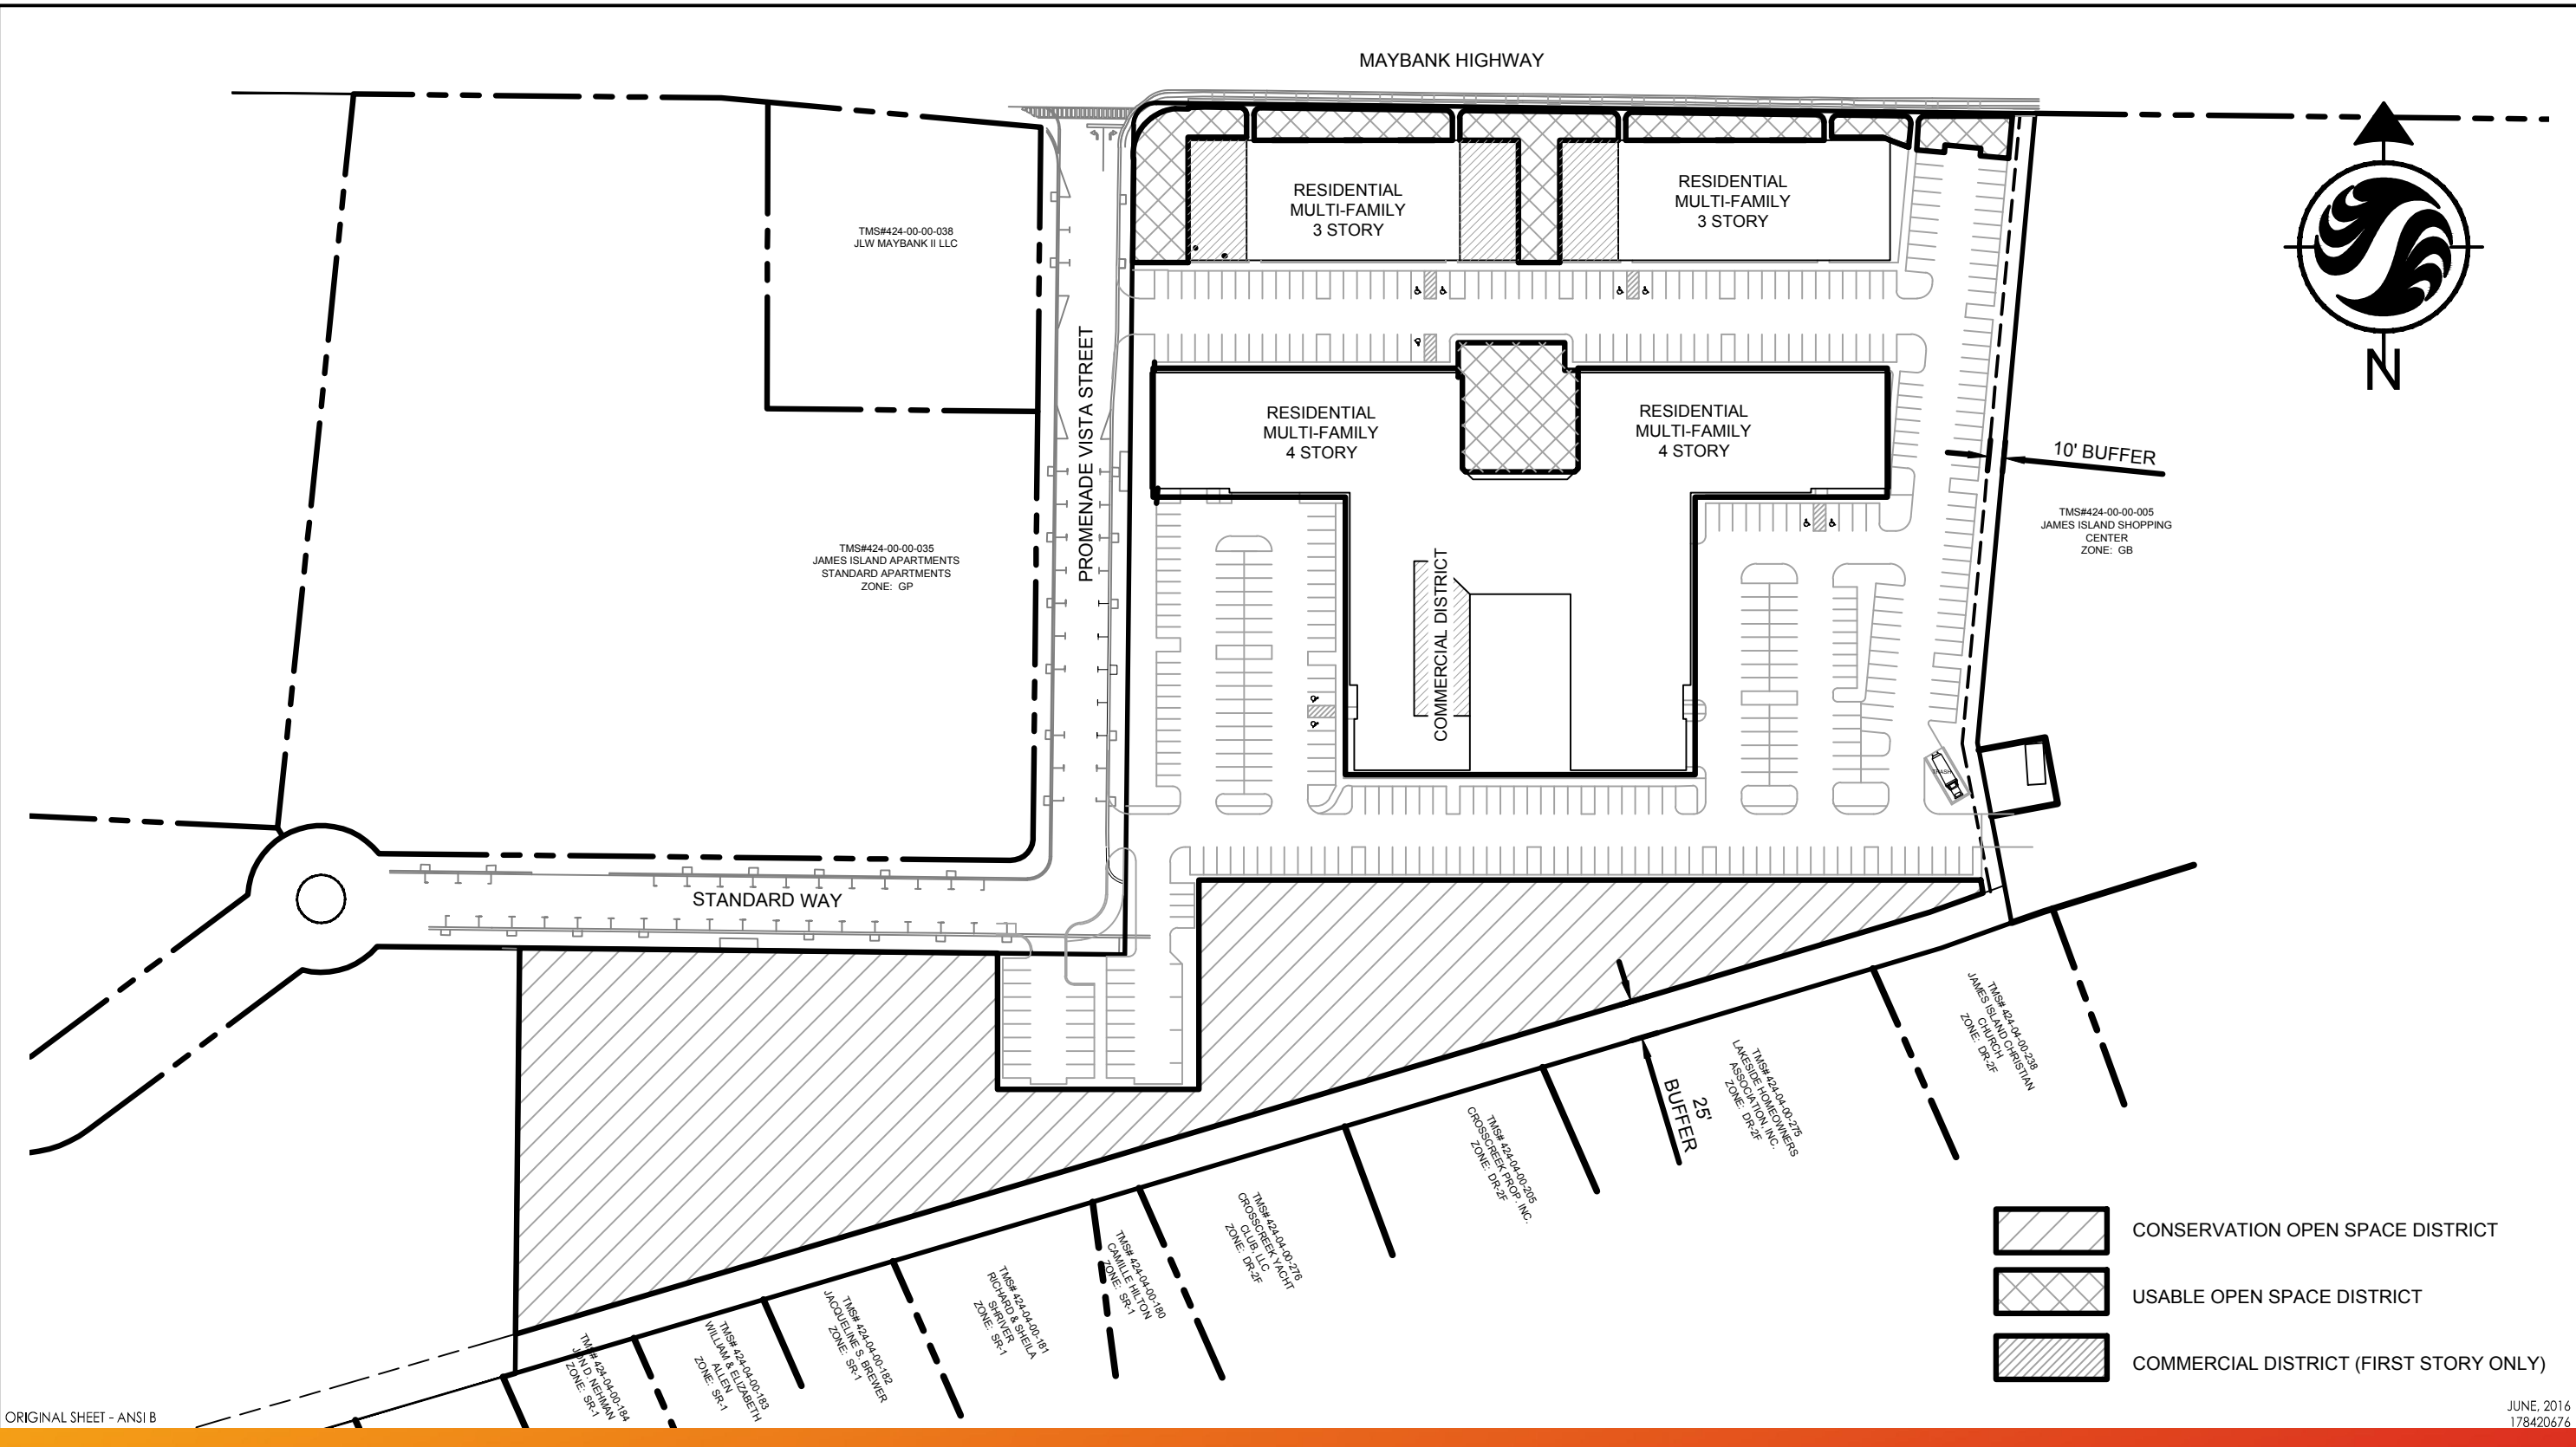 MAYBANK HIGHWAY
RESIDENTIAL
MULTI-FAMILY
3 STORY
RESIDENTIAL
MULTI-FAMILY
3 STORY
TMS#424-00-00-038
JLW MAYBANK II LLC
N
PROMENADE VISTA STREET
RESIDENTIAL
MULTI-FAMILY
4 STORY
RESIDENTIAL
MULTI-FAMILY
4 STORY
10' BUFFER
TMS#424-00-00-005
JAMES ISLAND SHOPPING
CENTER
ZONE: GB
TMS#424-00-00-035
JAMES ISLAND APARTMENTS
STANDARD APARTMENTS
ZONE: GP
COMMERCIAL DISTRICT
TRASH
STANDARD WAY
TMS# 424-04-00-238
JAMES ISLAND CHRISTIAN
CHURCH
ZONE: DR-2F
TMS# 424-04-00-275
LAKESIDE HOMEOWNERS
ASSOCIATION, INC.
ZONE: DR-2F
25'
BUFFER
TMS# 424-04-00-205
CROSSCREEK PROP. INC.
ZONE: DR-2F
TMS# 424-04-00-276
CROSSCREEK YACHT
CLUB, LLC
ZONE: DR-2F
TMS# 424-04-00-180
CAMILLE HILTON
ZONE: SR-1
TMS# 424-04-00-181
RICHARD & SHEILA
SHRIVER
ZONE: SR-1
TMS# 424-04-00-182
JACQUELINE S. BREWER
ZONE: SR-1
TMS# 424-04-00-183
WILLIAM & ELIZABETH
ALLEN
ZONE: SR-1
TMS# 424-04-00-184
JON D. NEHMAN
ZONE: SR-1
CONSERVATION OPEN SPACE DISTRICT
USABLE OPEN SPACE DISTRICT
COMMERCIAL DISTRICT (FIRST STORY ONLY)
ORIGINAL SHEET - ANSI B
JUNE, 2016
178420676